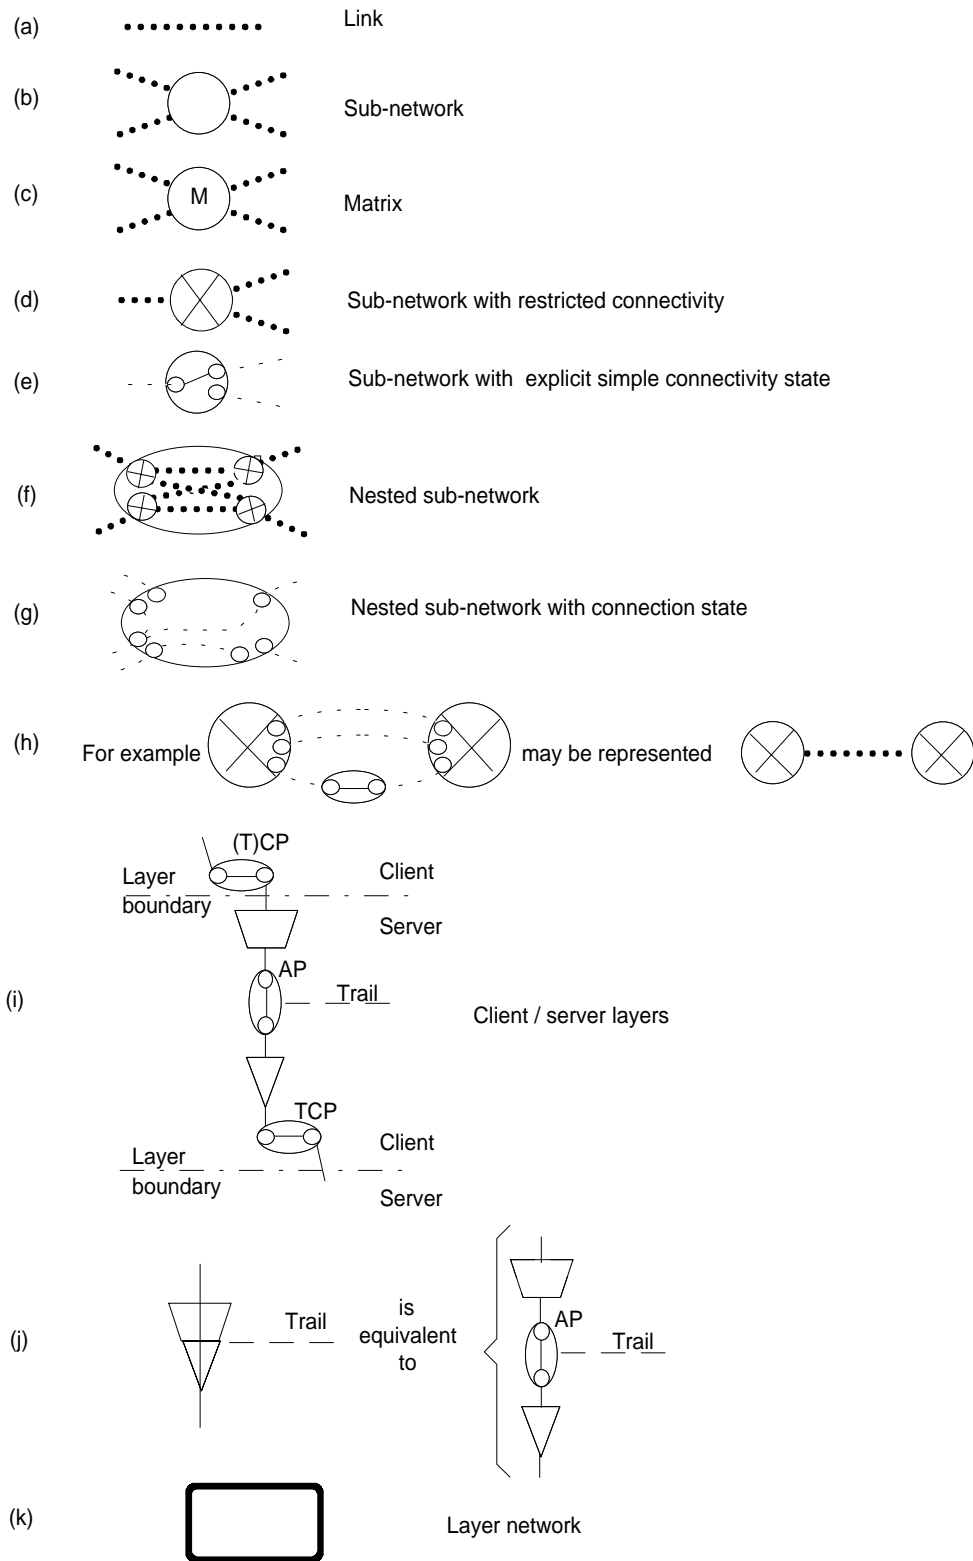 (a) Link
(b) Sub-network
(c) M Matrix
(d) Sub-network with restricted connectivity
(e) Sub-network with explicit simple connectivity state
(f) Nested sub-network
(g) Nested sub-network with connection state
(h) For example may be represented
(T)CP
Layer
boundary
Client
Server
AP
(i) Trail
Client / server layers
TCP
Layer
boundary
Client
Server
(j) Trail
is
equivalent
to
AP
Trail
(k) Layer network